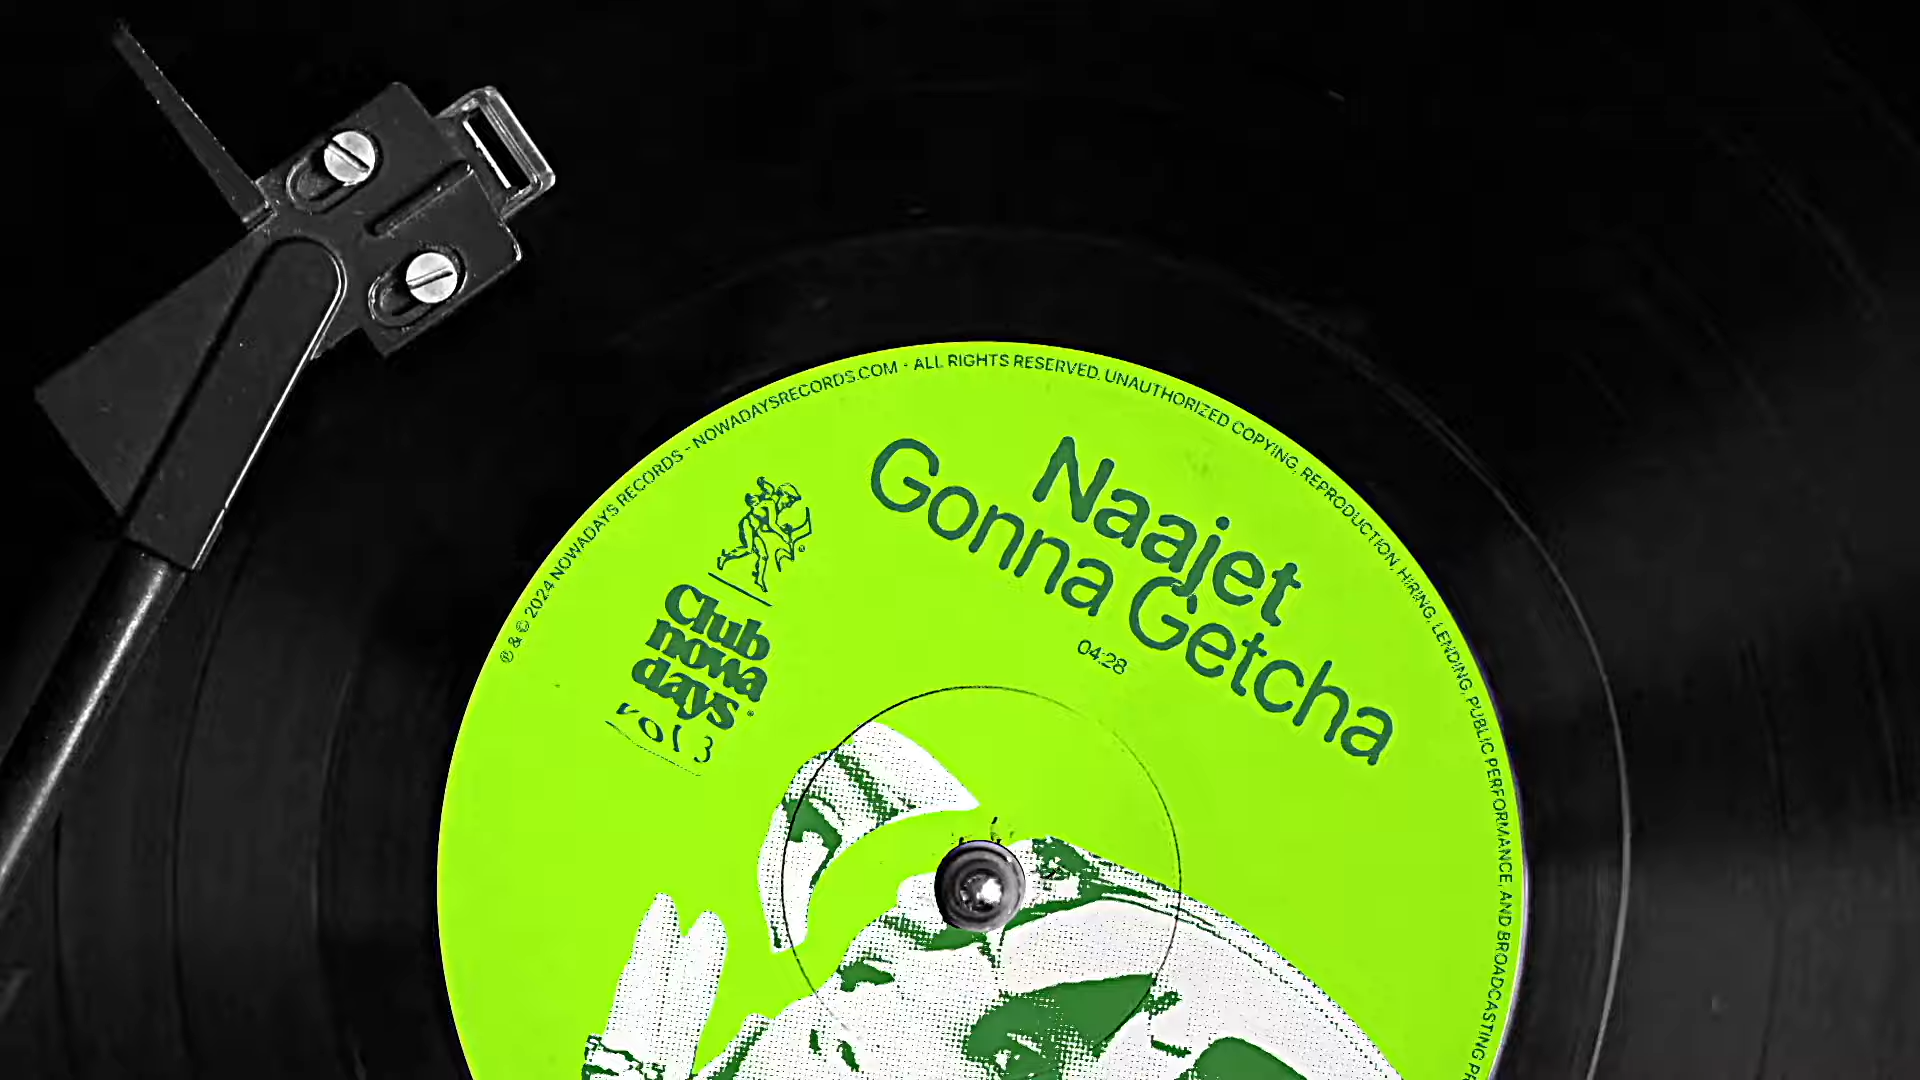 ℗ & © 2024 NOWADAYS RECORDS - NOWADAYSRECORDS.COM - ALL RIGHTS RESERVED. UNAUTHORIZED COPYING, REPRODUCTION, HIRING, LENDING, PUBLIC PERFORMANCE, AND BROADCASTING PR
Naajet
Gonna Getcha
04:28
Club
nowa
days
vol 3